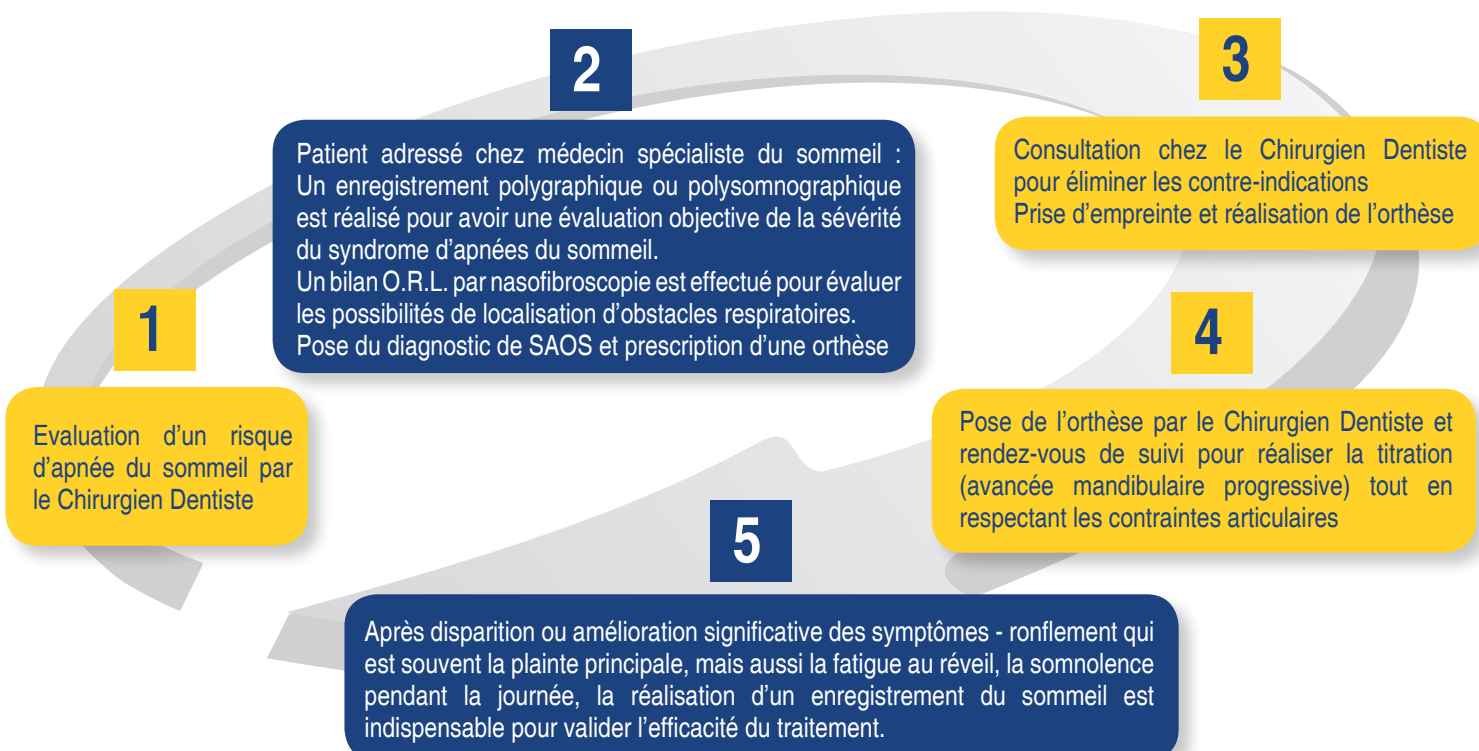 1
Evaluation d'un risque
d'apnée du sommeil par
le Chirurgien Dentiste
2
Patient adressé chez médecin spécialiste du sommeil :
Un enregistrement polygraphique ou polysomnographique
est réalisé pour avoir une évaluation objective de la sévérité
du syndrome d'apnées du sommeil.
Un bilan O.R.L. par nasofibroscopie est effectué pour évaluer
les possibilités de localisation d'obstacles respiratoires.
Pose du diagnostic de SAOS et prescription d'une orthèse
3
Consultation chez le Chirurgien Dentiste
pour éliminer les contre-indications
Prise d'empreinte et réalisation de l'orthèse
4
Pose de l'orthèse par le Chirurgien Dentiste et
rendez-vous de suivi pour réaliser la titration
(avancée mandibulaire progressive) tout en
respectant les contraintes articulaires
5
Après disparition ou amélioration significative des symptômes - ronflement qui
est souvent la plainte principale, mais aussi la fatigue au réveil, la somnolence
pendant la journée, la réalisation d'un enregistrement du sommeil est
indispensable pour valider l'efficacité du traitement.